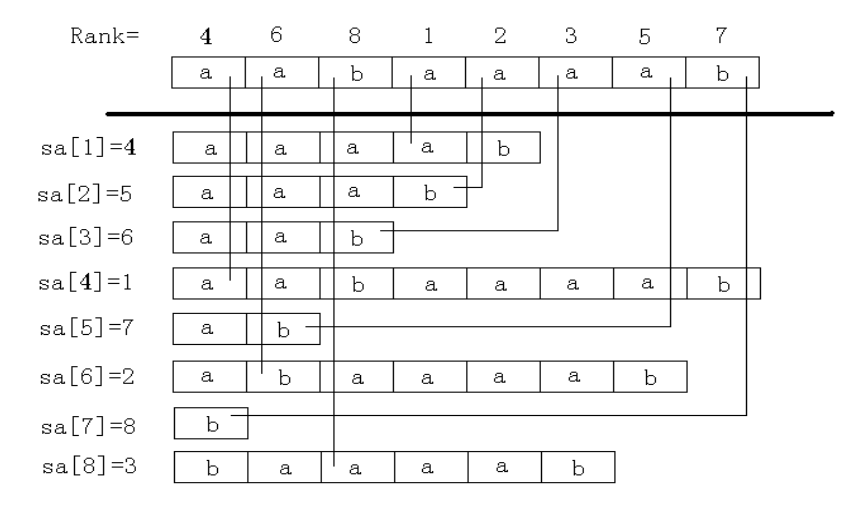 Rank= 4 6 8 1 2 3 5 7
a a b a a a a b
sa[1]=4 a a a a b
sa[2]=5 a a a b
sa[3]=6 a a b
sa[4]=1 a a b a a a a b
sa[5]=7 a b
sa[6]=2 a b a a a a b
sa[7]=8 b
sa[8]=3 b a a a a b